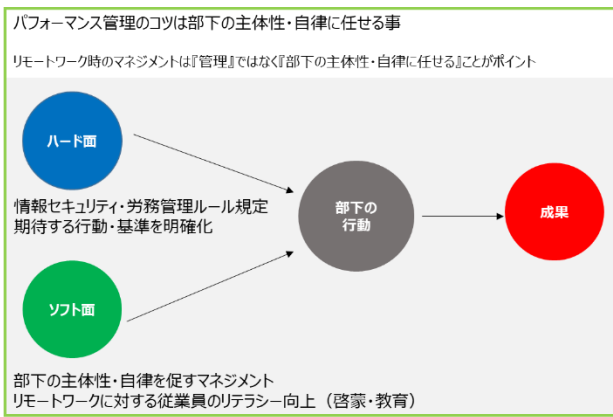 パフォーマンス管理のコツは部下の主体性・自律に任せる事
リモートワーク時のマネジメントは『管理』ではなく『部下の主体性・自律に任せる』ことがポイント
ハード面
情報セキュリティ・労務管理ルール規定
期待する行動・基準を明確化
部下の
行動
成果
ソフト面
部下の主体性・自律を促すマネジメント
リモートワークに対する従業員のリテラシー向上（啓蒙・教育）